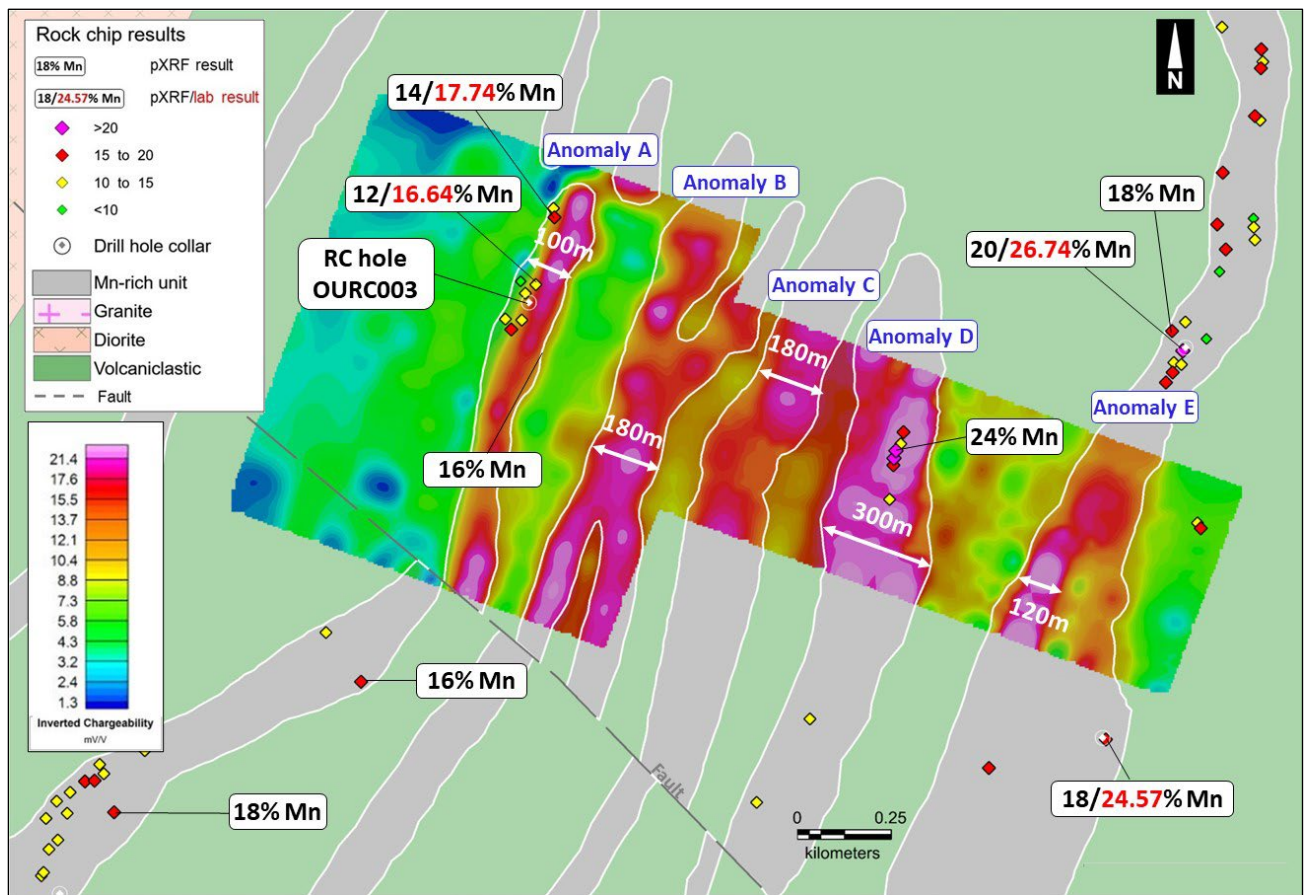 Rock chip results
18% Mn pXRF result
18/24.57% Mn pXRF/lab result
>20
15 to 20
10 to 15
<10
Drill hole collar
Mn-rich unit
Granite
Diorite
Volcaniclastic
Fault
21.4
17.6
15.5
13.7
12.1
10.4
8.8
7.3
5.8
4.3
3.2
2.4
1.3
Inverted Chargeability
mV/V
14/17.74% Mn
12/16.64% Mn
RC hole
OURC003
Anomaly A
Anomaly B
Anomaly C
Anomaly D
Anomaly E
100m
180m
180m
300m
120m
16% Mn
18% Mn
20/26.74% Mn
24% Mn
16% Mn
18% Mn
18/24.57% Mn
Fault
N
0 0.25
kilometers